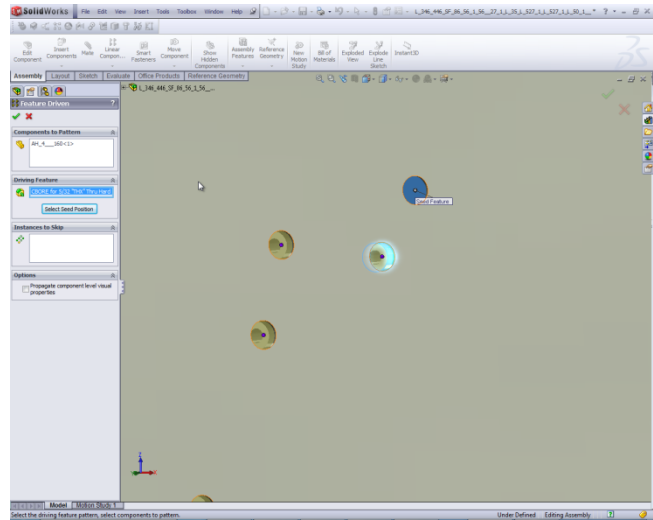 SolidWorks File Edit View Insert Tools Toolbox Window Help
Edit Component
Insert Components
Mate
Linear Compon...
Smart Fasteners
Move Component
Show Hidden Components
Assembly Features
Reference Geometry
New Motion Study
Bill of Materials
Exploded View
Explode Line Sketch
Instant3D
Assembly Layout Sketch Evaluate Office Products Reference Geometry
Feature Driven ?
Components to Pattern
Driving Feature
Select Seed Position
Instances to Skip
Options
Propagate component level visual properties
Seed Feature
Model Motion Study 1
Select the driving feature pattern, select components to pattern. Under Defined Editing Assembly